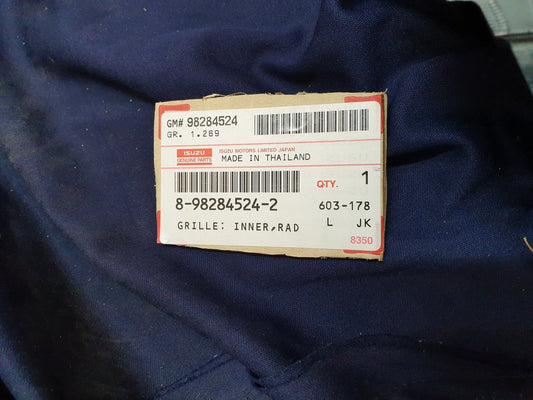 GM# 98284524
GR. 1.269
ISUZU
GENUINE PARTS
ISUZU MOTORS LIMITED JAPAN
MADE IN THAILAND
QTY. 1
8-98284524-2
603-178
L JK
GRILLE: INNER,RAD
8350